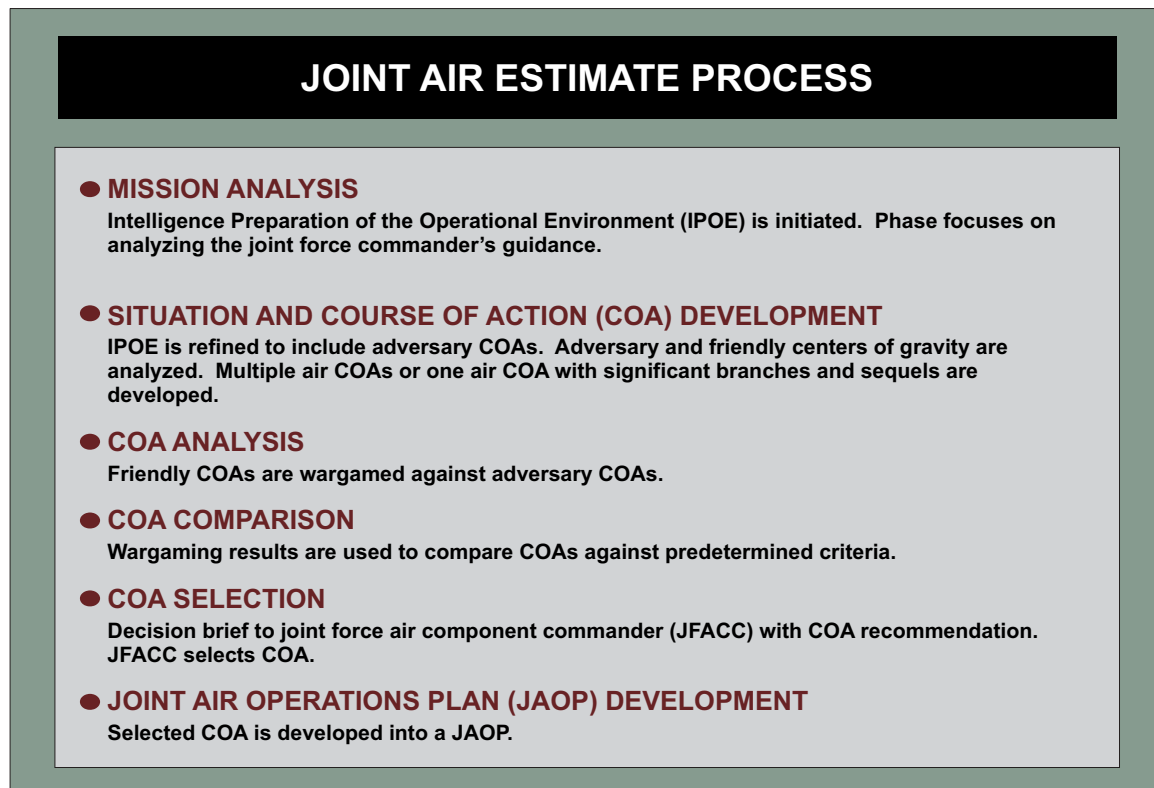 JOINT AIR ESTIMATE PROCESS
MISSION ANALYSIS
Intelligence Preparation of the Operational Environment (IPOE) is initiated.  Phase focuses on
analyzing the joint force commander’s guidance.
SITUATION AND COURSE OF ACTION (COA) DEVELOPMENT
IPOE is refined to include adversary COAs.  Adversary and friendly centers of gravity are
analyzed.  Multiple air COAs or one air COA with significant branches and sequels are
developed.
COA ANALYSIS
Friendly COAs are wargamed against adversary COAs.
COA COMPARISON
Wargaming results are used to compare COAs against predetermined criteria.
COA SELECTION
Decision brief to joint force air component commander (JFACC) with COA recommendation.
JFACC selects COA.
JOINT AIR OPERATIONS PLAN (JAOP) DEVELOPMENT
Selected COA is developed into a JAOP.